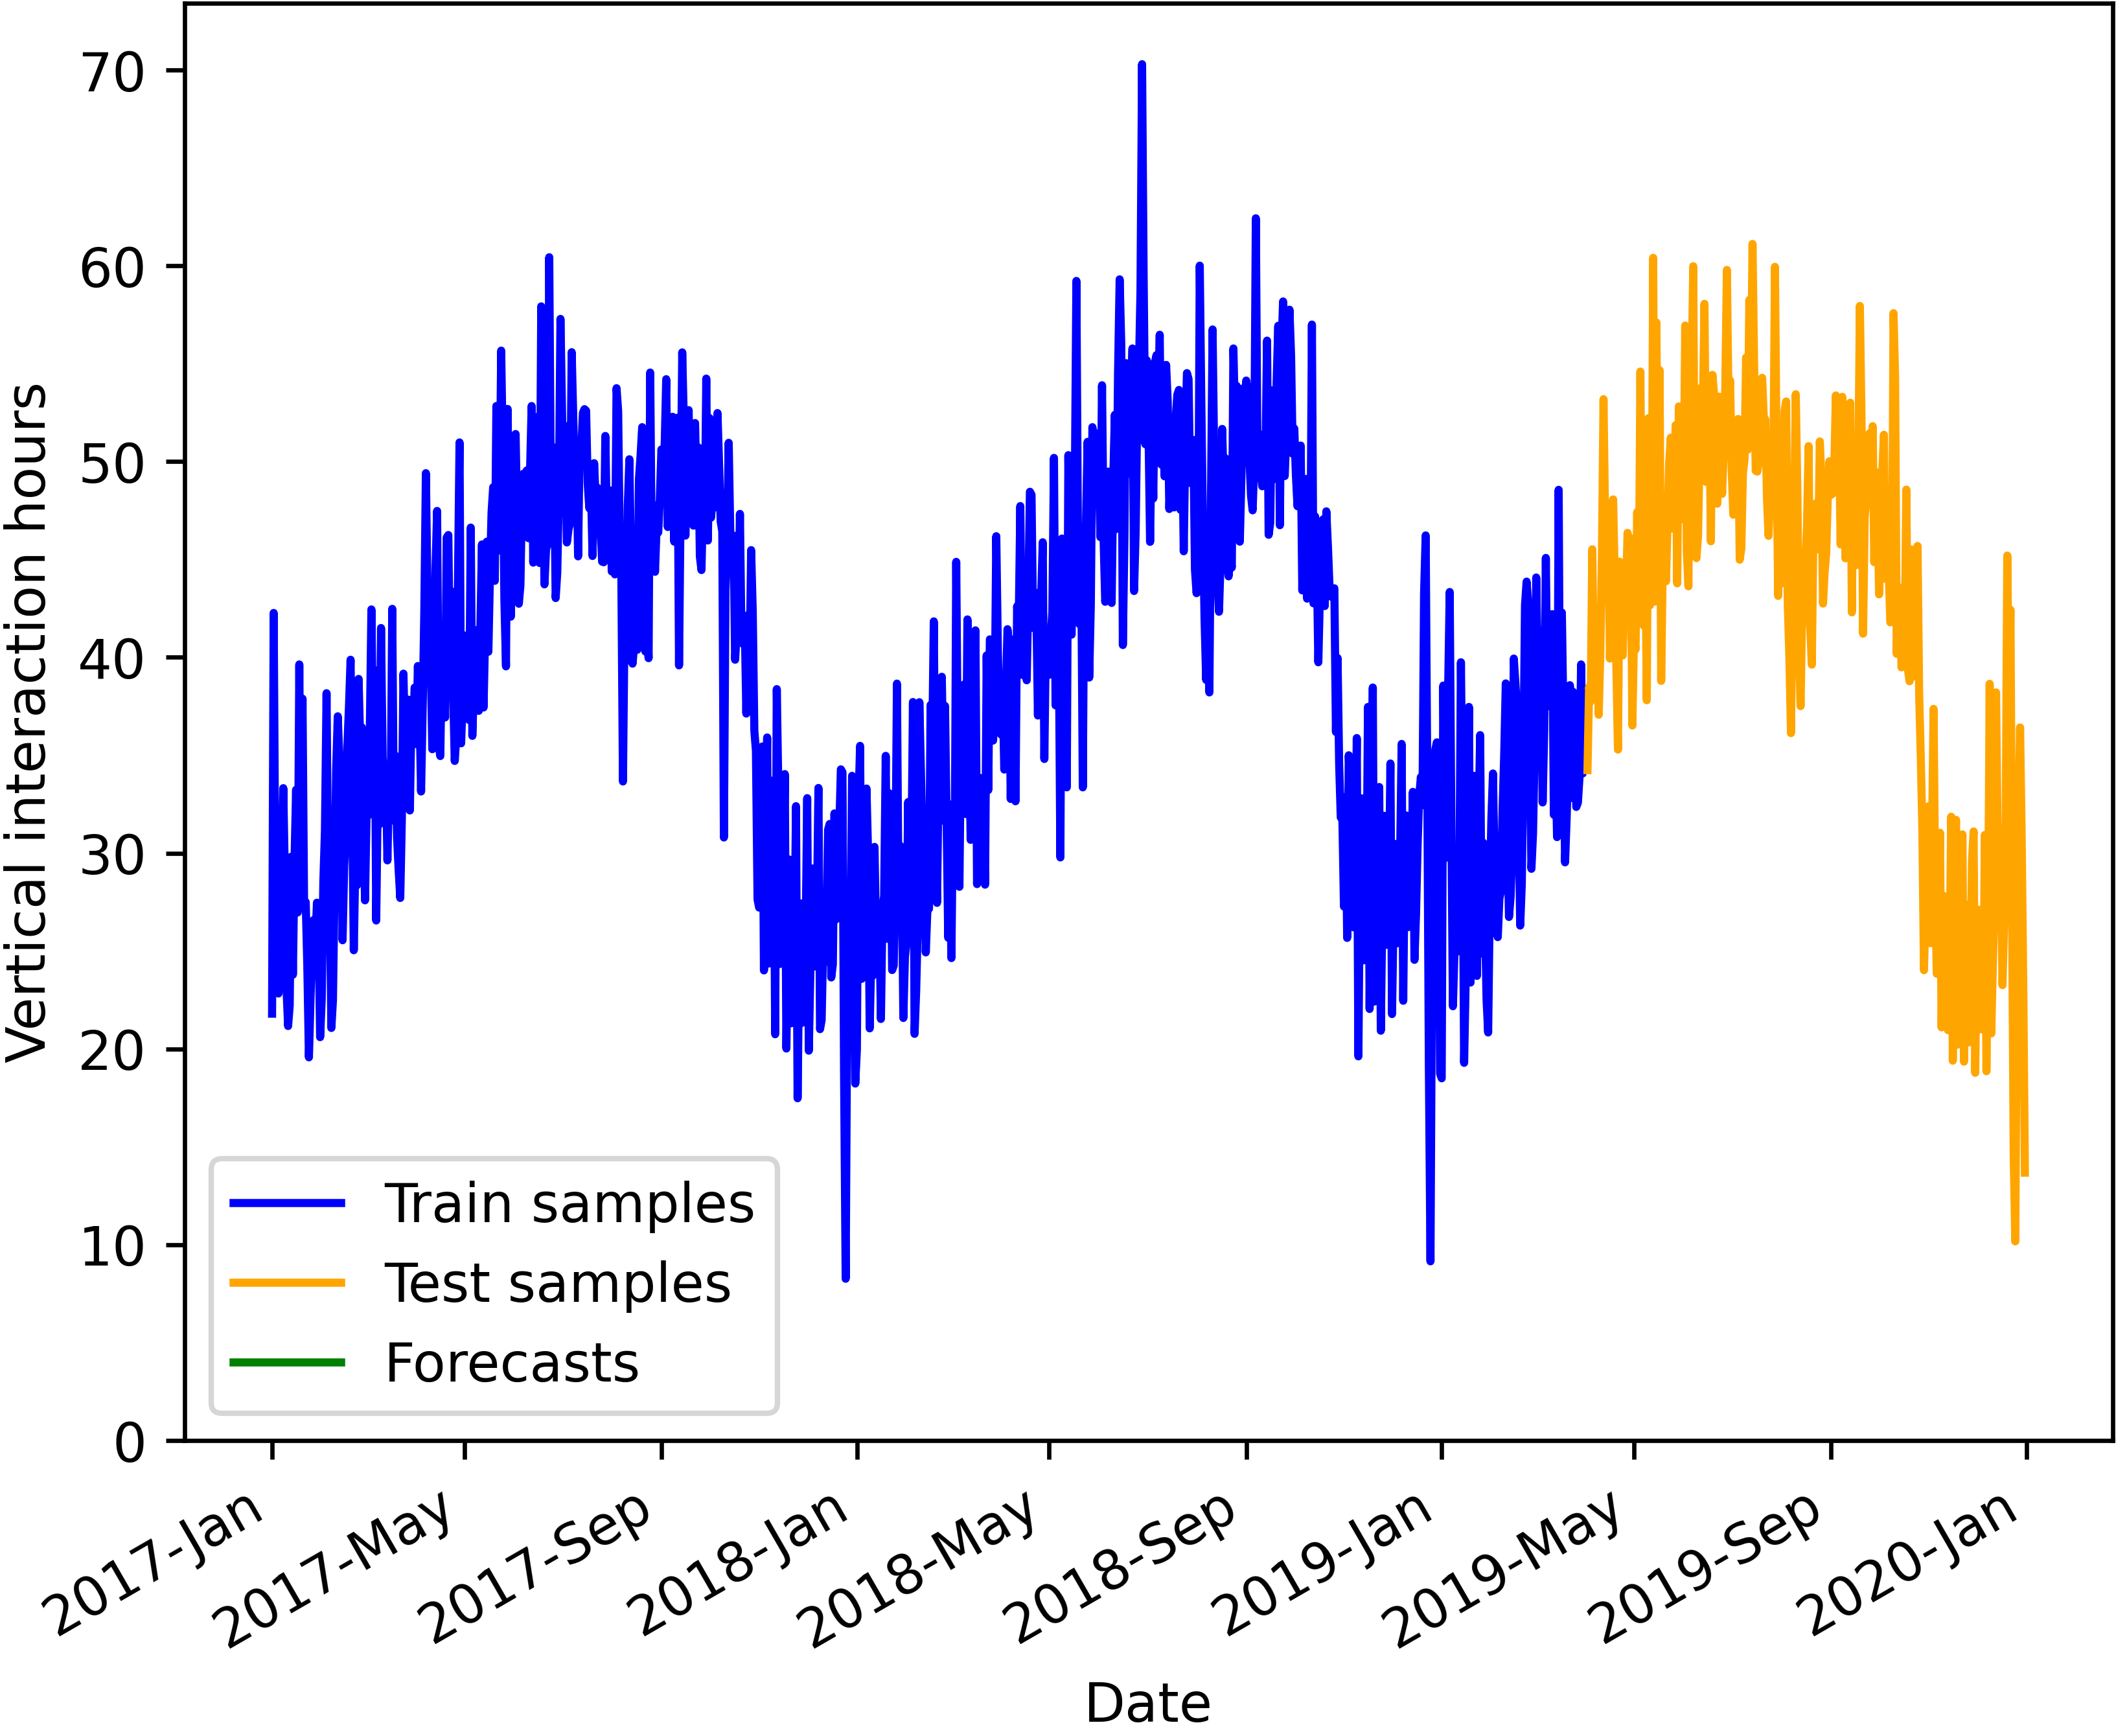 Vertical interaction hours
70
60
50
40
30
20
10
0
Train samples
Test samples
Forecasts
2017-Jan
2017-May
2017-Sep
2018-Jan
2018-May
2018-Sep
2019-Jan
2019-May
2019-Sep
2020-Jan
Date